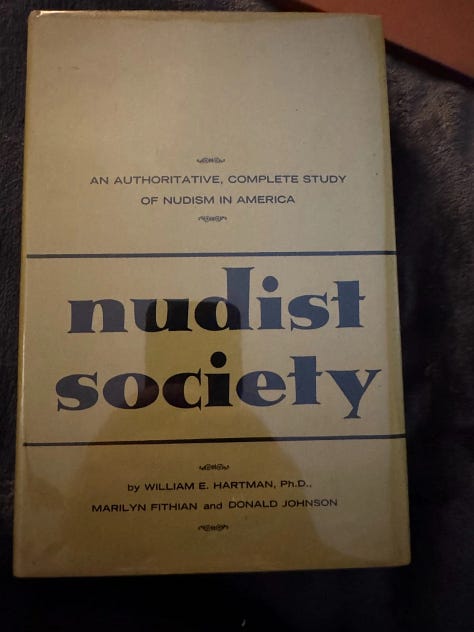 AN AUTHORITATIVE, COMPLETE STUDY
OF NUDISM IN AMERICA
nudist
society
by WILLIAM E. HARTMAN, Ph.D.,
MARILYN FITHIAN and DONALD JOHNSON